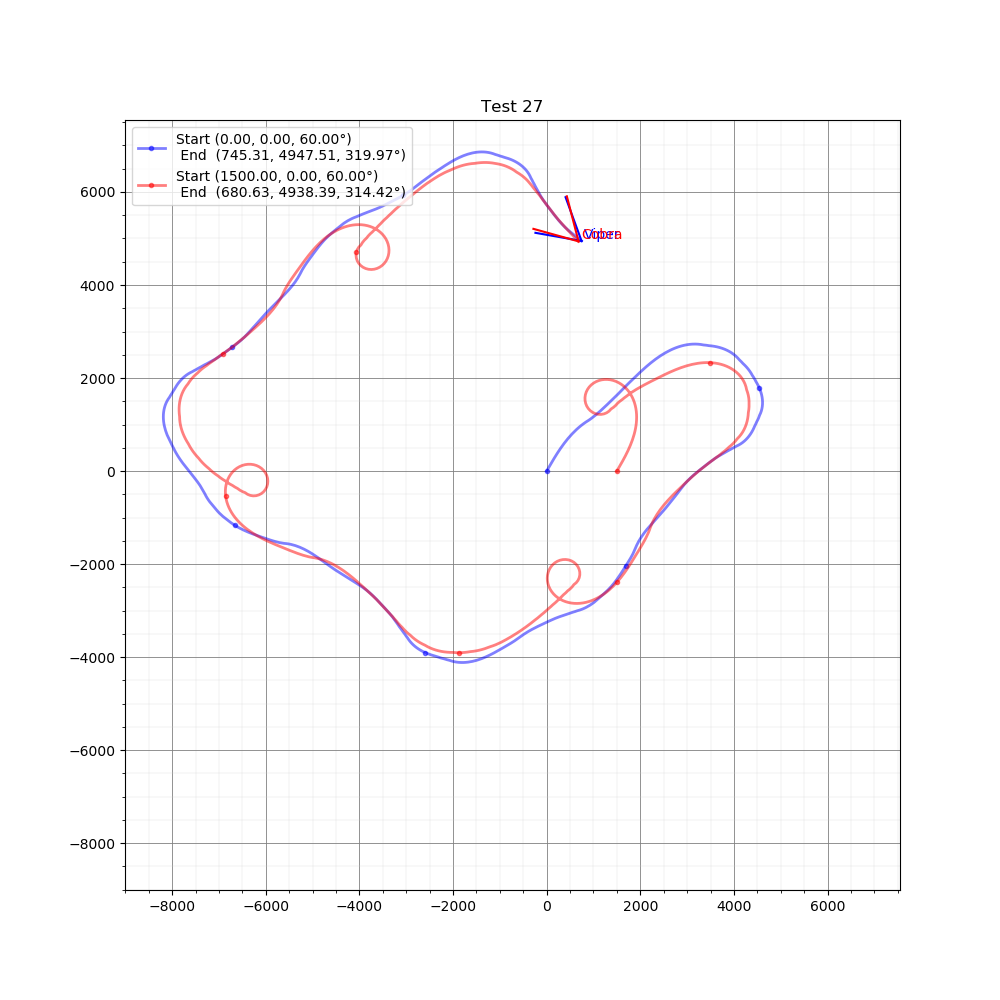 Test 27
Start (0.00, 0.00, 60.00°)
End (745.31, 4947.51, 319.97°)
Start (1500.00, 0.00, 60.00°)
End (680.63, 4938.39, 314.42°)
6000
4000
2000
0
−2000
−4000
−6000
−8000
Viper
Cobra
−8000 −6000 −4000 −2000 0 2000 4000 6000